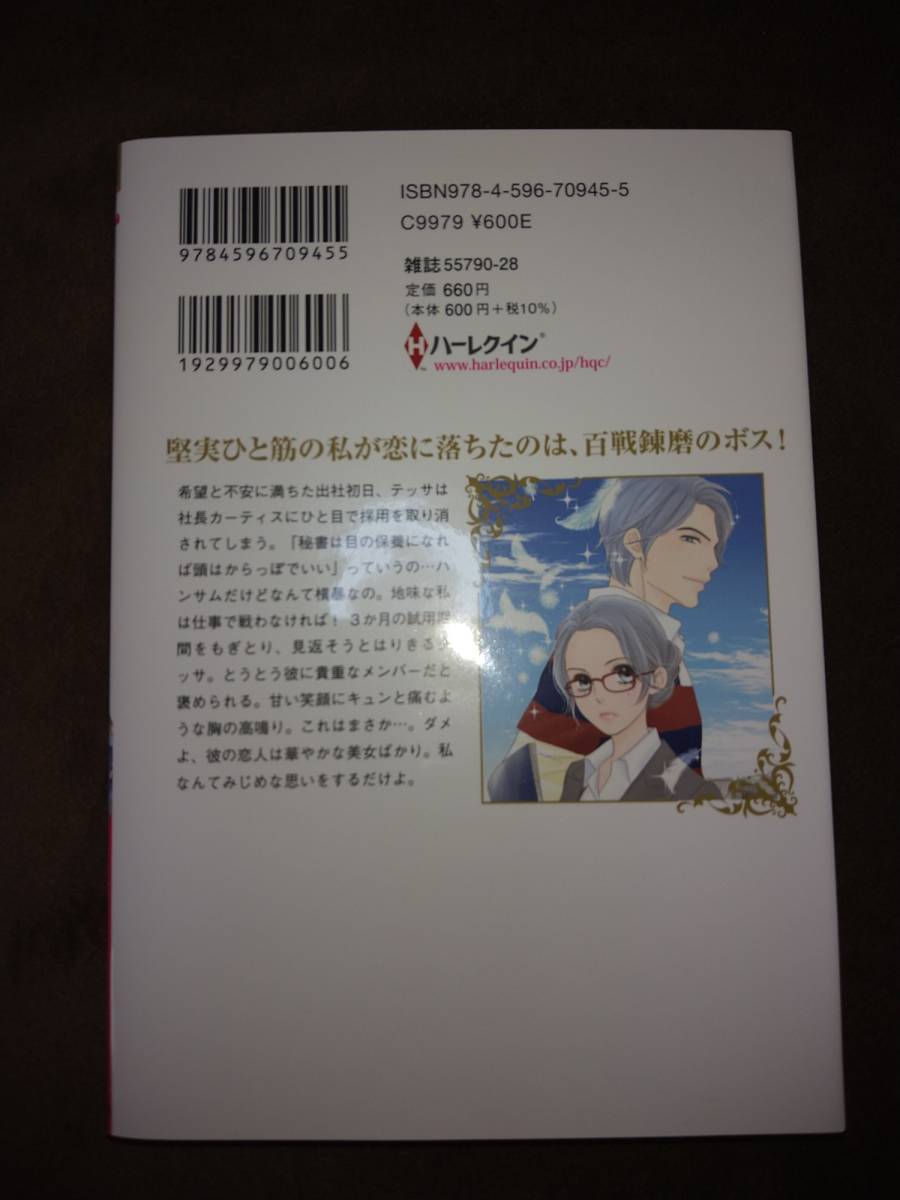 9784596709455
ISBN978-4-596-70945-5
C9979 ¥600E
雑誌 55790-28
定価 660円
(本体 600円+税10%)
1929979006006
H ハーレクイン®
™ www.harlequin.co.jp/hqc/
堅実ひと筋の私が恋に落ちたのは、百戦錬磨のボス!
希望と不安に満ちた出社初日、テッサは
社長カーティスにひと目で採用を取り消
されてしまう。「秘書は目の保養になれ
ば頭はからっぽでいい」っていうの…ハ
ンサムだけどなんて横暴なの。地味な私
は仕事で戦わなければ! 3か月の試用期
間をもぎとり、見返そうとはりきるテ
ッサ。とうとう彼に貴重なメンバーだと
褒められる。甘い笑顔にキュンと痛むよ
うな胸の高鳴り。これはまさか…。ダメ
よ、彼の恋人は華やかな美女ばかり。私
なんてみじめな思いをするだけよ。